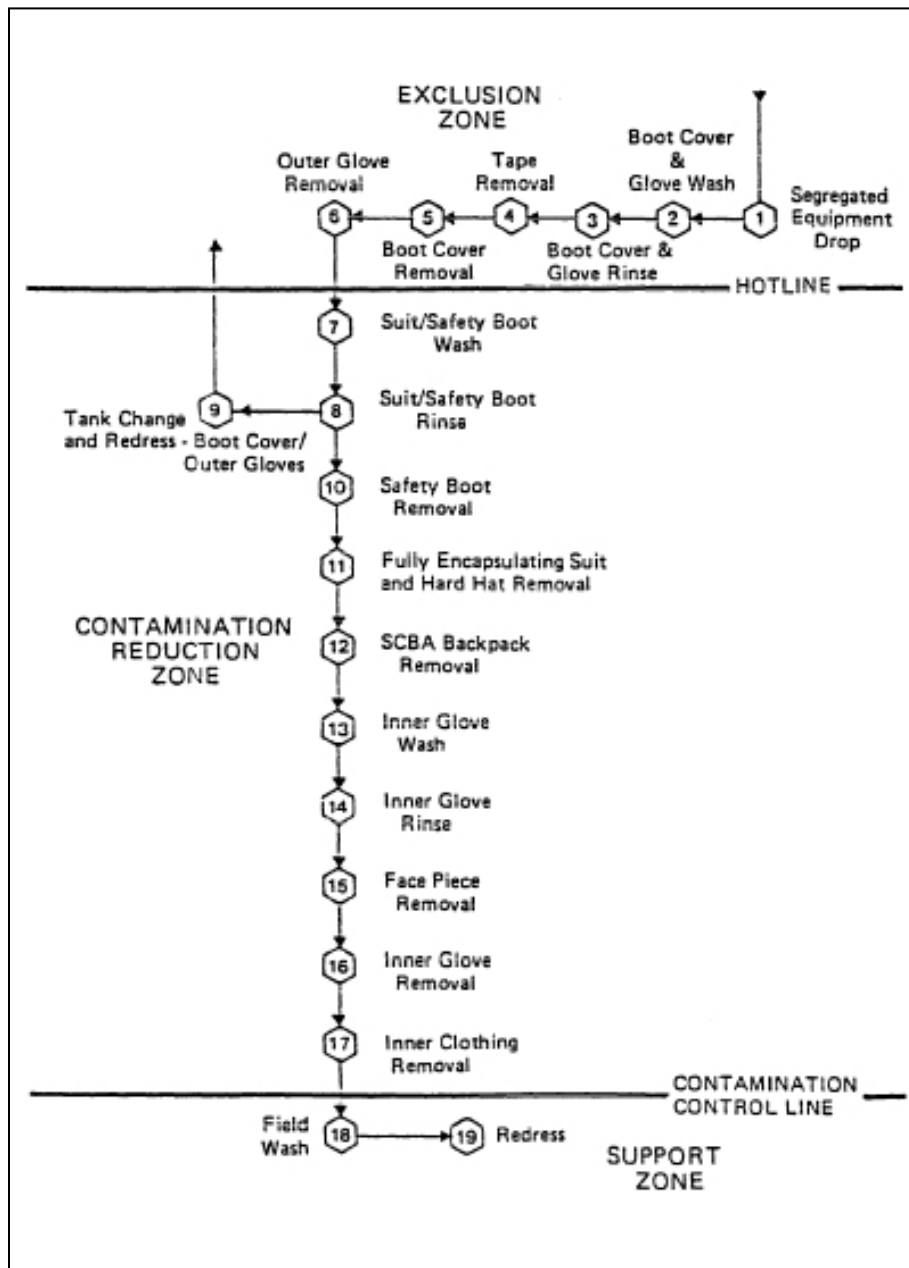 EXCLUSION
ZONE
Boot Cover
&
Glove Wash
Tape
Removal
Outer Glove
Removal
6
5
4
3
2
1
Segregated
Equipment
Drop
Boot Cover
Removal
Boot Cover &
Glove Rinse
HOTLINE
7
Suit/Safety Boot
Wash
9
8
Suit/Safety Boot
Rinse
Tank Change
and Redress - Boot Cover/
Outer Gloves
10
Safety Boot
Removal
11
Fully Encapsulating Suit
and Hard Hat Removal
CONTAMINATION
REDUCTION
ZONE
12
SCBA Backpack
Removal
13
Inner Glove
Wash
14
Inner Glove
Rinse
15
Face Piece
Removal
16
Inner Glove
Removal
17
Inner Clothing
Removal
CONTAMINATION
CONTROL LINE
Field
Wash
18
19
Redress
SUPPORT
ZONE